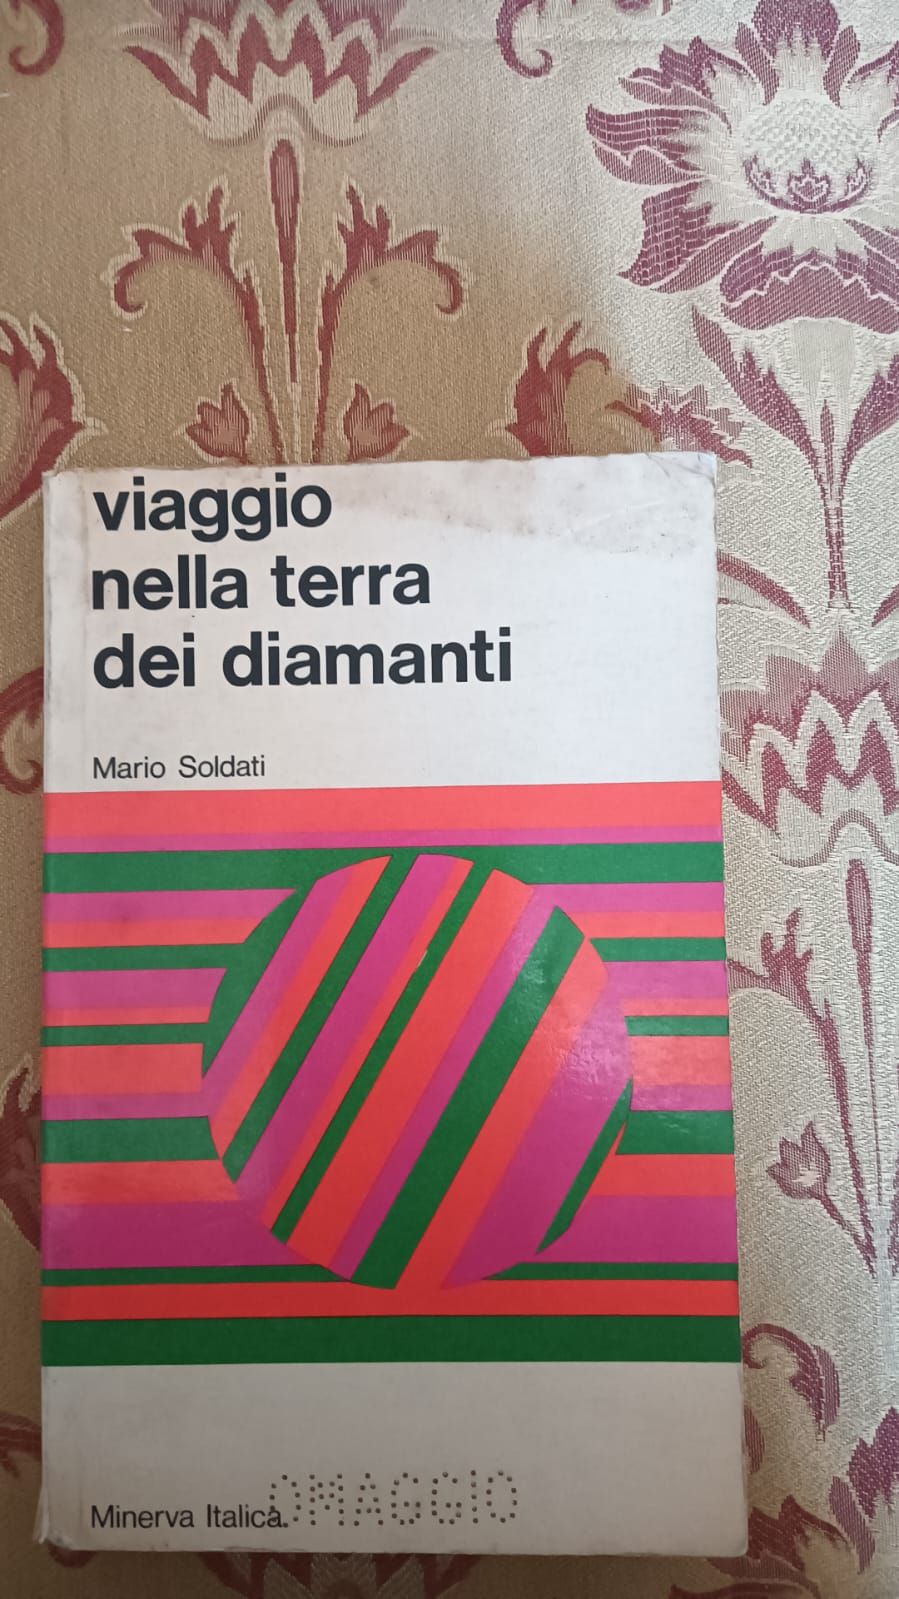 viaggio
nella terra
dei diamanti
Mario Soldati
Minerva Italica.
OMAGGIO